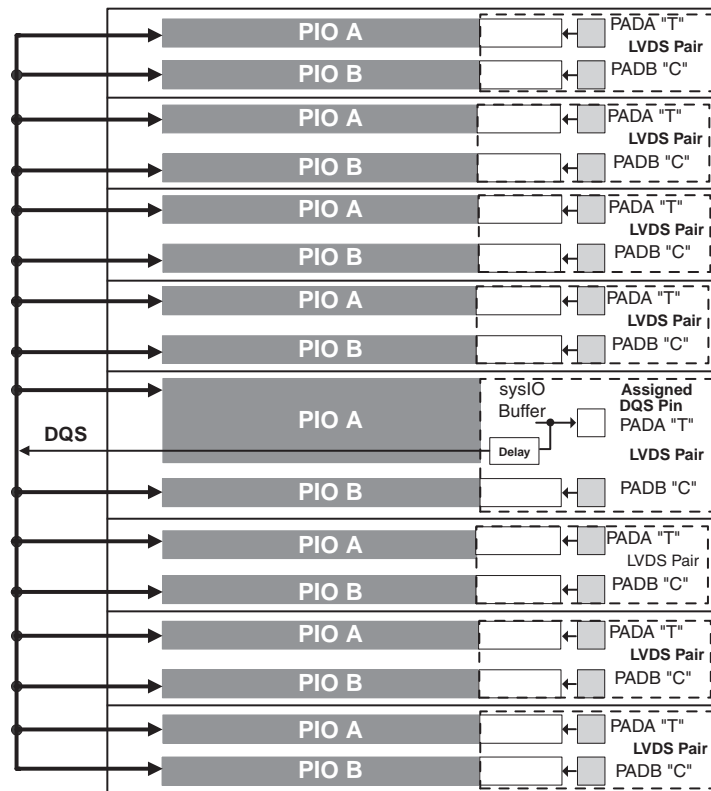 PIO A PADA "T"
LVDS Pair
PIO B PADB "C"
PIO A PADA "T"
LVDS Pair
PIO B PADB "C"
PIO A PADA "T"
LVDS Pair
PIO B PADB "C"
PIO A PADA "T"
LVDS Pair
PIO B PADB "C"
PIO A
sysIO
Buffer
Assigned
DQS Pin
PADA "T"
DQS
Delay
LVDS Pair
PIO B PADB "C"
PIO A PADA "T"
LVDS Pair
PIO B PADB "C"
PIO A PADA "T"
LVDS Pair
PIO B PADB "C"
PIO A PADA "T"
LVDS Pair
PIO B PADB "C"